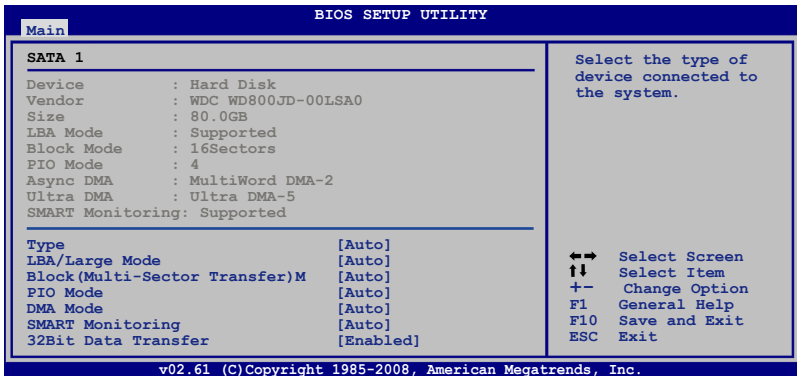 BIOS SETUP UTILITY
Main
SATA 1
Device : Hard Disk
Vendor : WDC WD800JD-00LSA0
Size : 80.0GB
LBA Mode : Supported
Block Mode : 16Sectors
PIO Mode : 4
Async DMA : MultiWord DMA-2
Ultra DMA : Ultra DMA-5
SMART Monitoring: Supported
Type [Auto]
LBA/Large Mode [Auto]
Block(Multi-Sector Transfer)M [Auto]
PIO Mode [Auto]
DMA Mode [Auto]
SMART Monitoring [Auto]
32Bit Data Transfer [Enabled]
Select the type of
device connected to
the system.
←→ Select Screen
↑↓ Select Item
+- Change Option
F1 General Help
F10 Save and Exit
ESC Exit
v02.61 (C)Copyright 1985-2008, American Megatrends, Inc.